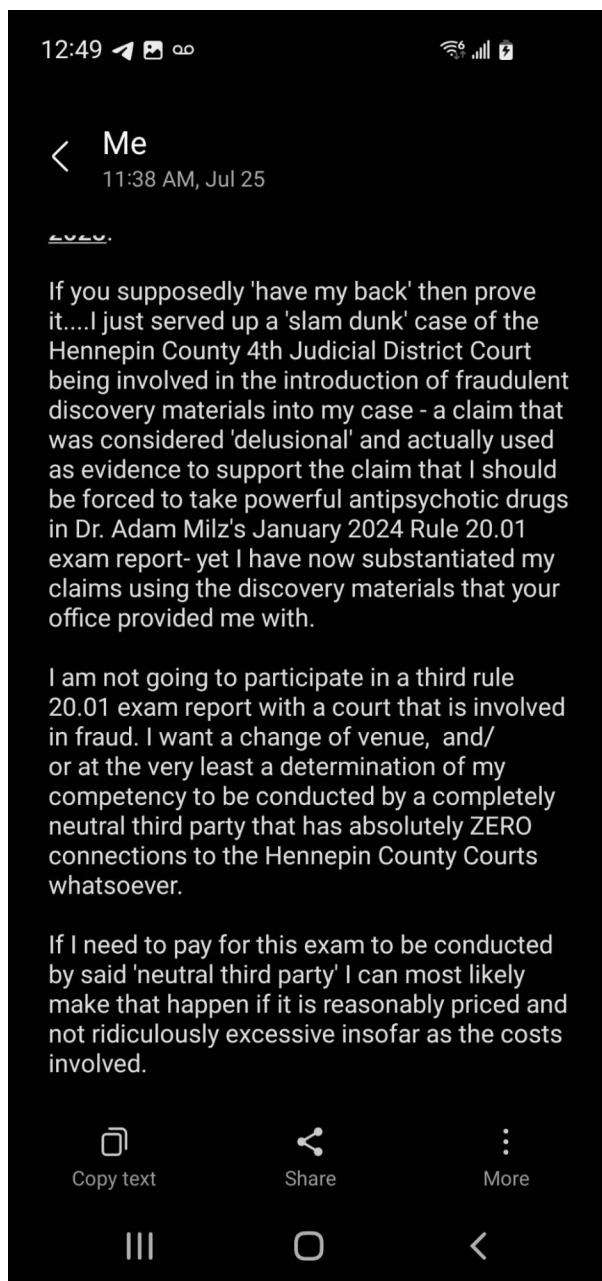 12:49
Me
11:38 AM, Jul 25
2023.
If you supposedly 'have my back' then prove
it....I just served up a 'slam dunk' case of the
Hennepin County 4th Judicial District Court
being involved in the introduction of fraudulent
discovery materials into my case - a claim that
was considered 'delusional' and actually used
as evidence to support the claim that I should
be forced to take powerful antipsychotic drugs
in Dr. Adam Milz's January 2024 Rule 20.01
exam report- yet I have now substantiated my
claims using the discovery materials that your
office provided me with.
I am not going to participate in a third rule
20.01 exam report with a court that is involved
in fraud. I want a change of venue,  and/
or at the very least a determination of my
competency to be conducted by a completely
neutral third party that has absolutely ZERO
connections to the Hennepin County Courts
whatsoever.
If I need to pay for this exam to be conducted
by said 'neutral third party' I can most likely
make that happen if it is reasonably priced and
not ridiculously excessive insofar as the costs
involved.
Copy text
Share
More